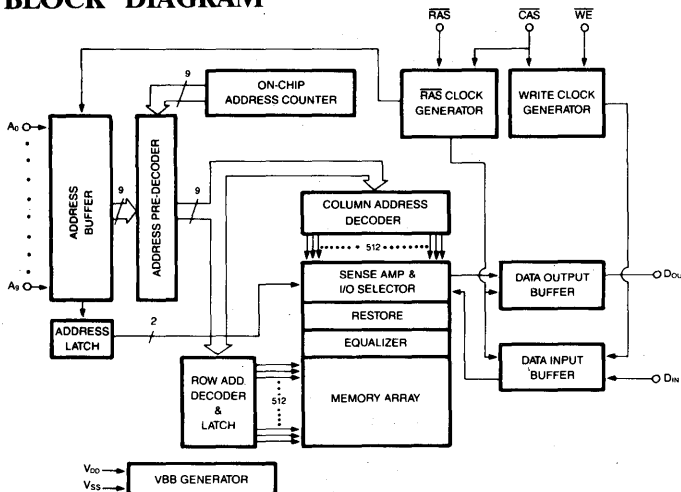 BLOCK DIAGRAM
RAS
CAS
WE
9
ON-CHIP
ADDRESS COUNTER
RAS CLOCK
GENERATOR
WRITE CLOCK
GENERATOR
A0
A9
ADDRESS
BUFFER
9
ADDRESS PRE-DECODER
9
COLUMN ADDRESS
DECODER
512
SENSE AMP &
I/O SELECTOR
RESTORE
EQUALIZER
MEMORY ARRAY
DATA OUTPUT
BUFFER
DOU
DATA INPUT
BUFFER
DIN
ADDRESS
LATCH
2
ROW ADD.
DECODER
&
LATCH
512
VDD
VSS
VBB GENERATOR